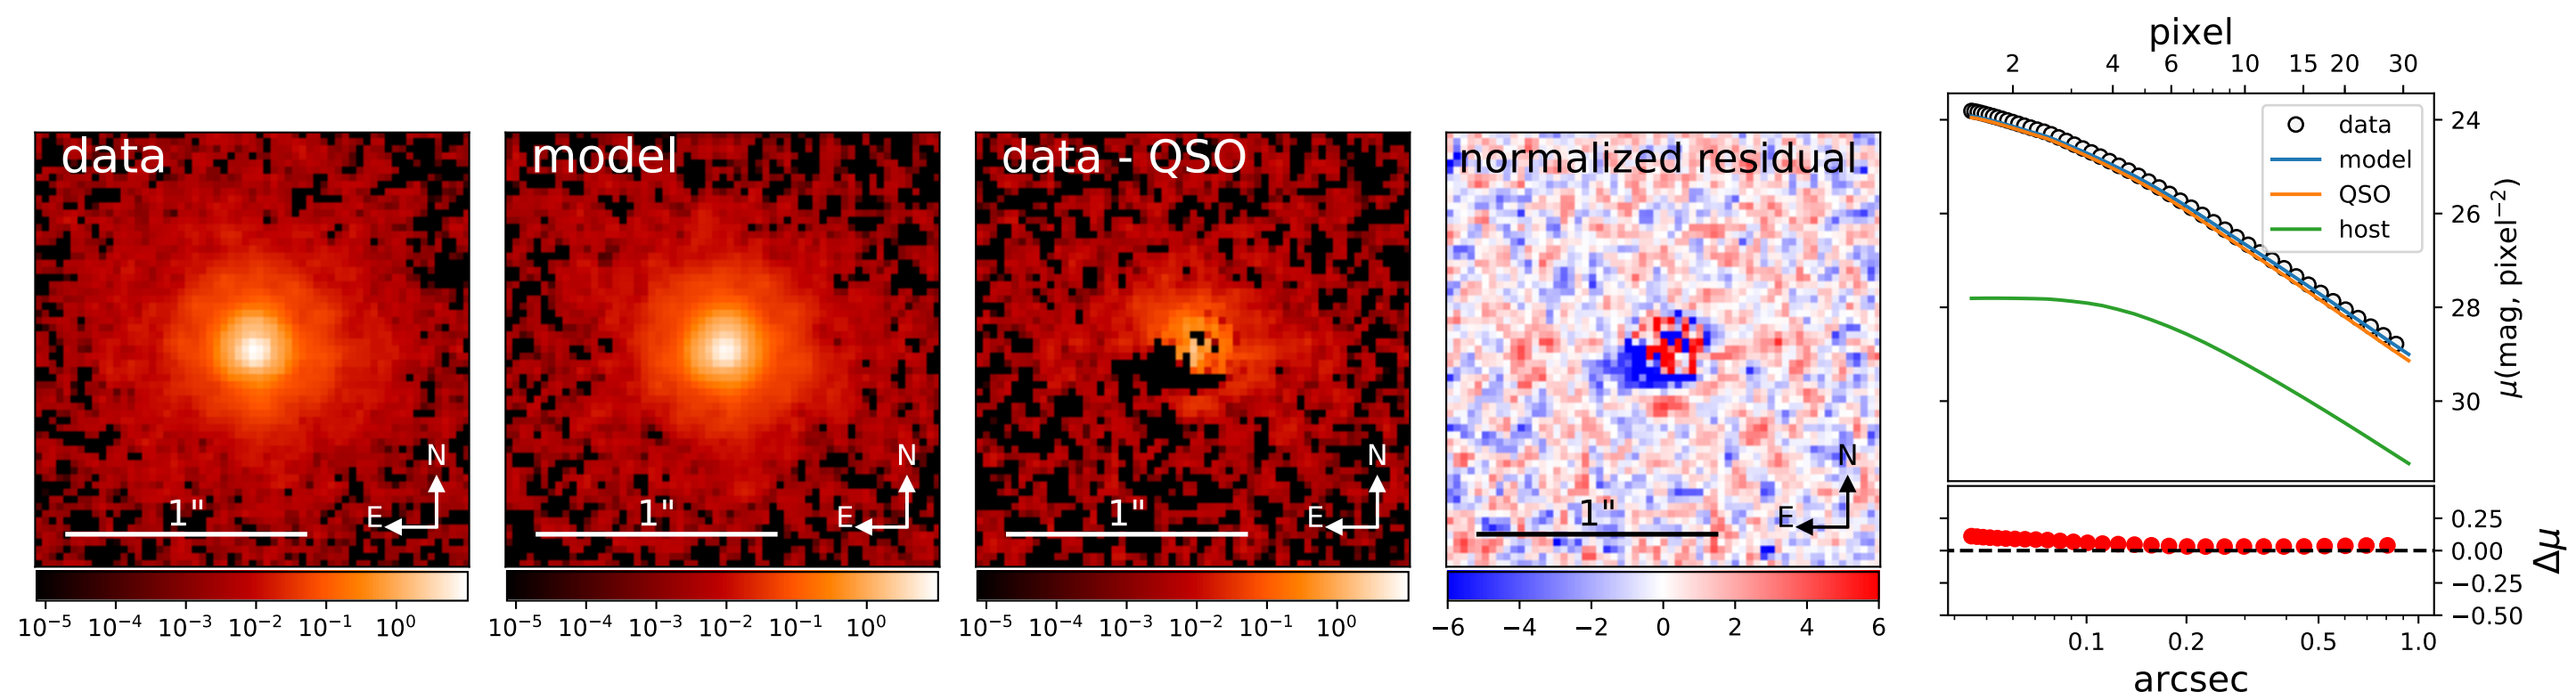 data
N
E
1"
10⁻⁵ 10⁻⁴ 10⁻³ 10⁻² 10⁻¹ 10⁰
model
N
E
1"
10⁻⁵ 10⁻⁴ 10⁻³ 10⁻² 10⁻¹ 10⁰
data - QSO
N
E
1"
10⁻⁵ 10⁻⁴ 10⁻³ 10⁻² 10⁻¹ 10⁰
normalized residual
N
E
1"
−6 −4 −2 0 2 4 6
pixel
2 4 6 10 15 20 30
data
model
QSO
host
24
26
28
30
μ(mag, pixel⁻²)
0.25
0.00
−0.25
−0.50
Δμ
0.1 0.2 0.5 1.0
arcsec